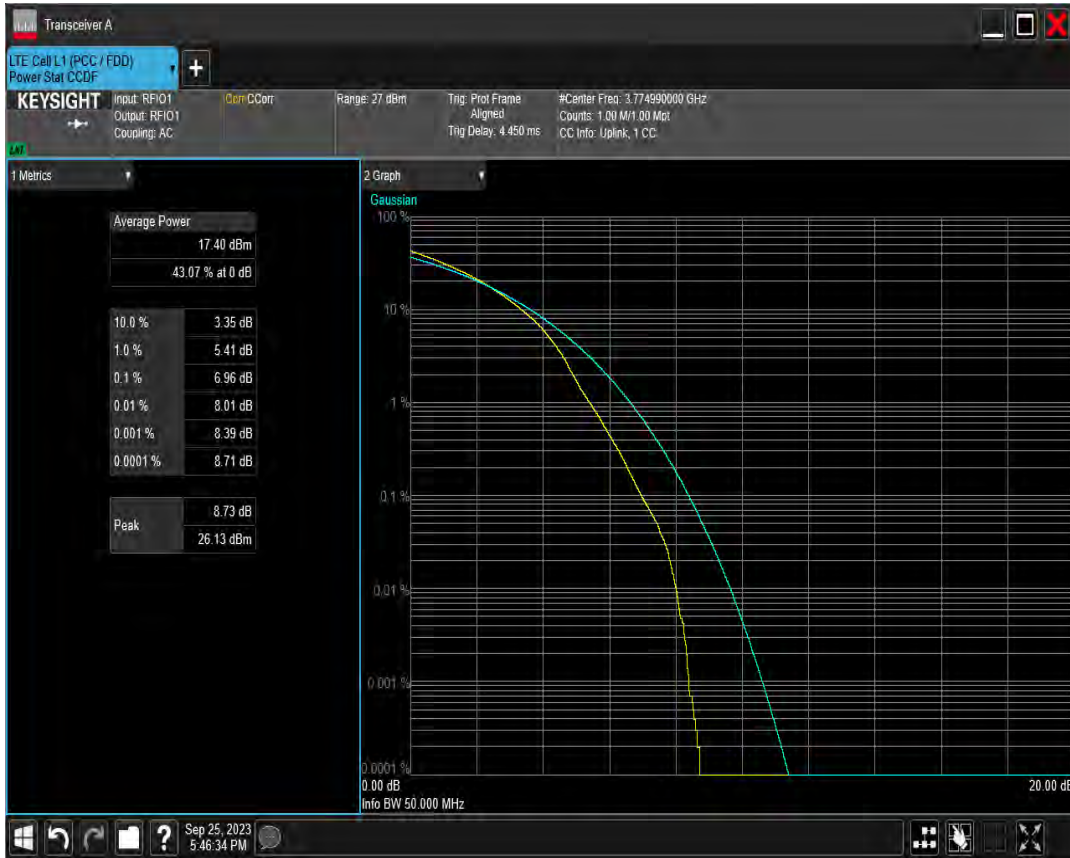 Transceiver A
LTE Cell L1 (PCC / FDD)
Power Stat CCDF
+
KEYSIGHT
Input: RFIO1
Output: RFIO1
Coupling: AC
Corr CCorr
Range: 27 dBm
Trig: Prot Frame
Aligned
Trig Delay: 4.450 ms
#Center Freq: 3.774990000 GHz
Counts: 1.00 M/1.00 Mpt
CC Info: Uplink, 1 CC
1 Metrics
Average Power
17.40 dBm
43.07 % at 0 dB
10.0 % 3.35 dB
1.0 % 5.41 dB
0.1 % 6.96 dB
0.01 % 8.01 dB
0.001 % 8.39 dB
0.0001 % 8.71 dB
Peak
8.73 dB
26.13 dBm
2 Graph
Gaussian
100 %
10 %
1 %
0.1 %
0.01 %
0.001 %
0.0001 %
0.00 dB
20.00 dB
Info BW 50.000 MHz
?
Sep 25, 2023
5:46:34 PM